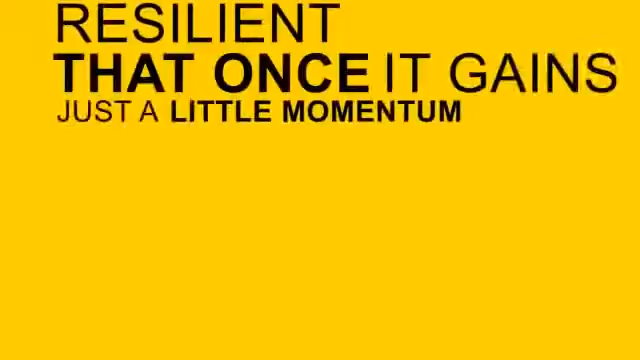 RESILIENT
THAT ONCE IT GAINS
JUST A LITTLE MOMENTUM